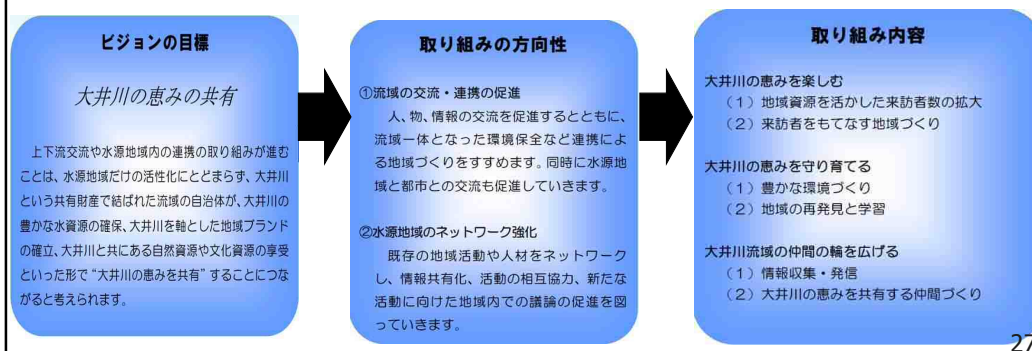 ビジョンの目標
大井川の恵みの共有
上下流交流や水源地域内の連携の取り組みが進む
ことは、水源地域だけの活性化にとどまらず、大井川
という共有財産で結ばれた流域の自治体が、大井川の
豊かな水資源の確保、大井川を軸とした地域ブランド
の確立、大井川と共にある自然資源や文化資源の享受
といった形で“大井川の恵みを共有”することにつな
がると考えられます。
取り組みの方向性
①流域の交流・連携の促進
人、物、情報の交流を促進するとともに、
流域一体となった環境保全など連携によ
る地域づくりをすすめます。同時に水源地
域と都市との交流も促進していきます。
②水源地域のネットワーク強化
既存の地域活動や人材をネットワーク
し、情報共有化、活動の相互協力、新たな
活動に向けた地域内での議論の促進を図
っていきます。
取り組み内容
大井川の恵みを楽しむ
（１）地域資源を活かした来訪者数の拡大
（２）来訪者をもてなす地域づくり
大井川の恵みを守り育てる
（１）豊かな環境づくり
（２）地域の再発見と学習
大井川流域の仲間の輪を広げる
（１）情報収集・発信
（２）大井川の恵みを共有する仲間づくり
27